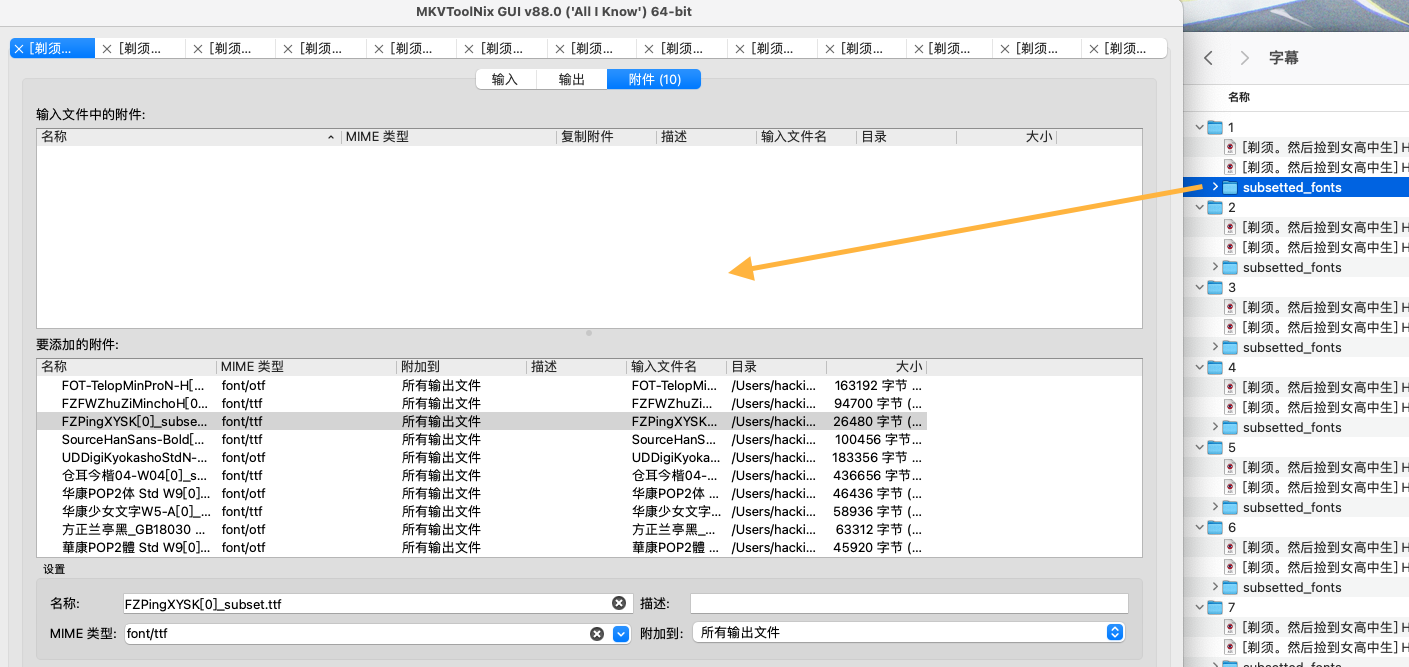 MKVToolNix GUI v88.0 ('All I Know') 64-bit
[剃须... [剃须... [剃须... [剃须... [剃须... [剃须... [剃须... [剃须... [剃须... [剃须... [剃须... [剃须... [剃须...
输入 输出 附件 (10)
输入文件中的附件:
名称 MIME 类型 复制附件 描述 输入文件名 目录 大小
要添加的附件:
名称 MIME 类型 附加到 描述 输入文件名 目录 大小
FOT-TelopMinProN-H[... font/otf 所有输出文件 FOT-TelopMi... /Users/hacki... 163192 字节 ...
FZFWZhuZiMinchoH[0... font/ttf 所有输出文件 FZFWZhuZi... /Users/hacki... 94700 字节 (...
FZPingXYSK[0]_subse... font/ttf 所有输出文件 FZPingXYSK... /Users/hacki... 26480 字节 (...
SourceHanSans-Bold[... font/otf 所有输出文件 SourceHanS... /Users/hacki... 100456 字节...
UDDigiKyokashoStdN-... font/ttf 所有输出文件 UDDigiKyoka... /Users/hacki... 183356 字节 ...
仓耳今楷04-W04[0]_s... font/ttf 所有输出文件 仓耳今楷04-... /Users/hacki... 436656 字节...
华康POP2体 Std W9[0]... font/otf 所有输出文件 华康POP2体 ... /Users/hacki... 46436 字节 (...
华康少女文字W5-A[0]_... font/ttf 所有输出文件 华康少女文字... /Users/hacki... 58936 字节 (...
方正兰亭黑_GB18030 ... font/ttf 所有输出文件 方正兰亭黑_... /Users/hacki... 63312 字节 (...
華康POP2體 Std W9[0]... font/otf 所有输出文件 華康POP2體 ... /Users/hacki... 45920 字节 (...
设置
名称: FZPingXYSK[0]_subset.ttf 描述:
MIME 类型: font/ttf 附加到: 所有输出文件
字幕
名称
1
[剃须。然后捡到女高中生] H
[剃须。然后捡到女高中生] H
subsetted_fonts
2
[剃须。然后捡到女高中生] H
[剃须。然后捡到女高中生] H
subsetted_fonts
3
[剃须。然后捡到女高中生] H
[剃须。然后捡到女高中生] H
subsetted_fonts
4
[剃须。然后捡到女高中生] H
[剃须。然后捡到女高中生] H
subsetted_fonts
5
[剃须。然后捡到女高中生] H
[剃须。然后捡到女高中生] H
subsetted_fonts
6
[剃须。然后捡到女高中生] H
[剃须。然后捡到女高中生] H
subsetted_fonts
7
[剃须。然后捡到女高中生] H
[剃须。然后捡到女高中生] H
subsetted_fonts